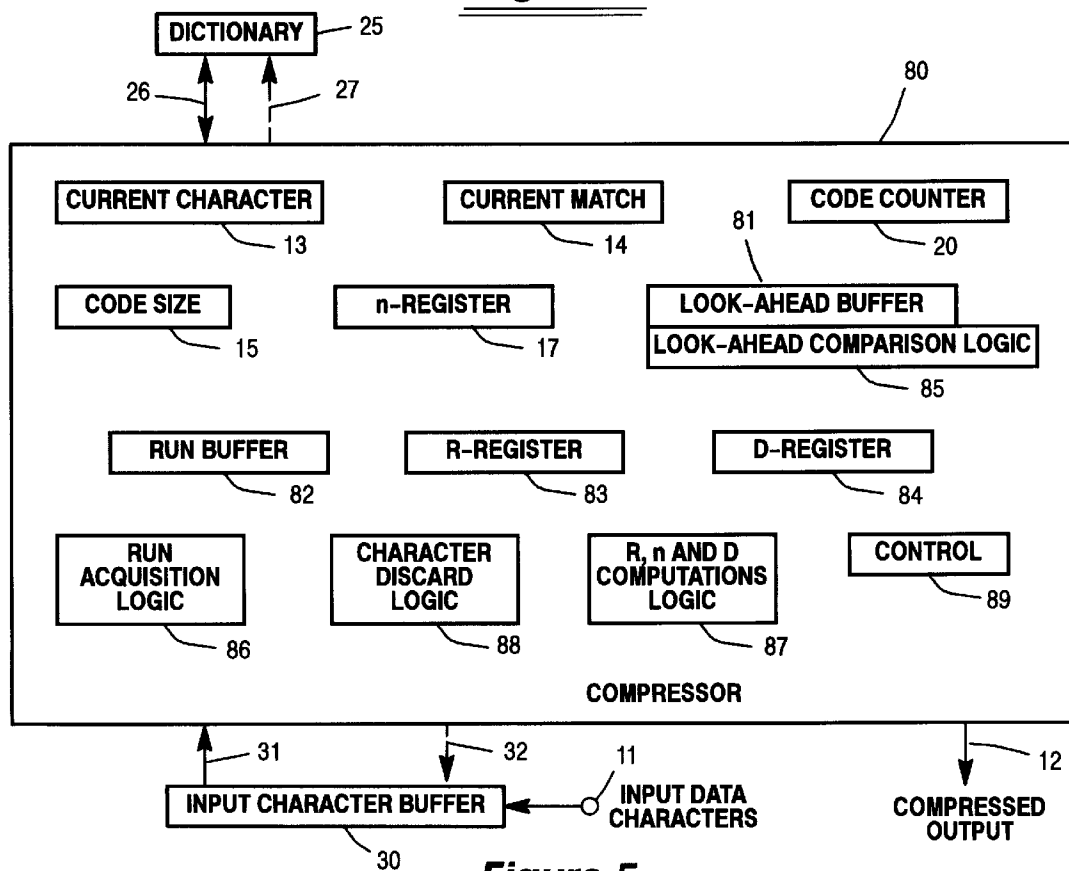 DICTIONARY
25
26
27
80
CURRENT CHARACTER
13
CURRENT MATCH
14
CODE COUNTER
20
CODE SIZE
15
n-REGISTER
17
81
LOOK-AHEAD BUFFER
LOOK-AHEAD COMPARISON LOGIC
85
RUN BUFFER
82
R-REGISTER
83
D-REGISTER
84
RUN
ACQUISITION
LOGIC
86
CHARACTER
DISCARD
LOGIC
88
R, n AND D
COMPUTATIONS
LOGIC
87
CONTROL
89
COMPRESSOR
31
32
11
12
INPUT CHARACTER BUFFER
30
INPUT DATA
CHARACTERS
COMPRESSED
OUTPUT